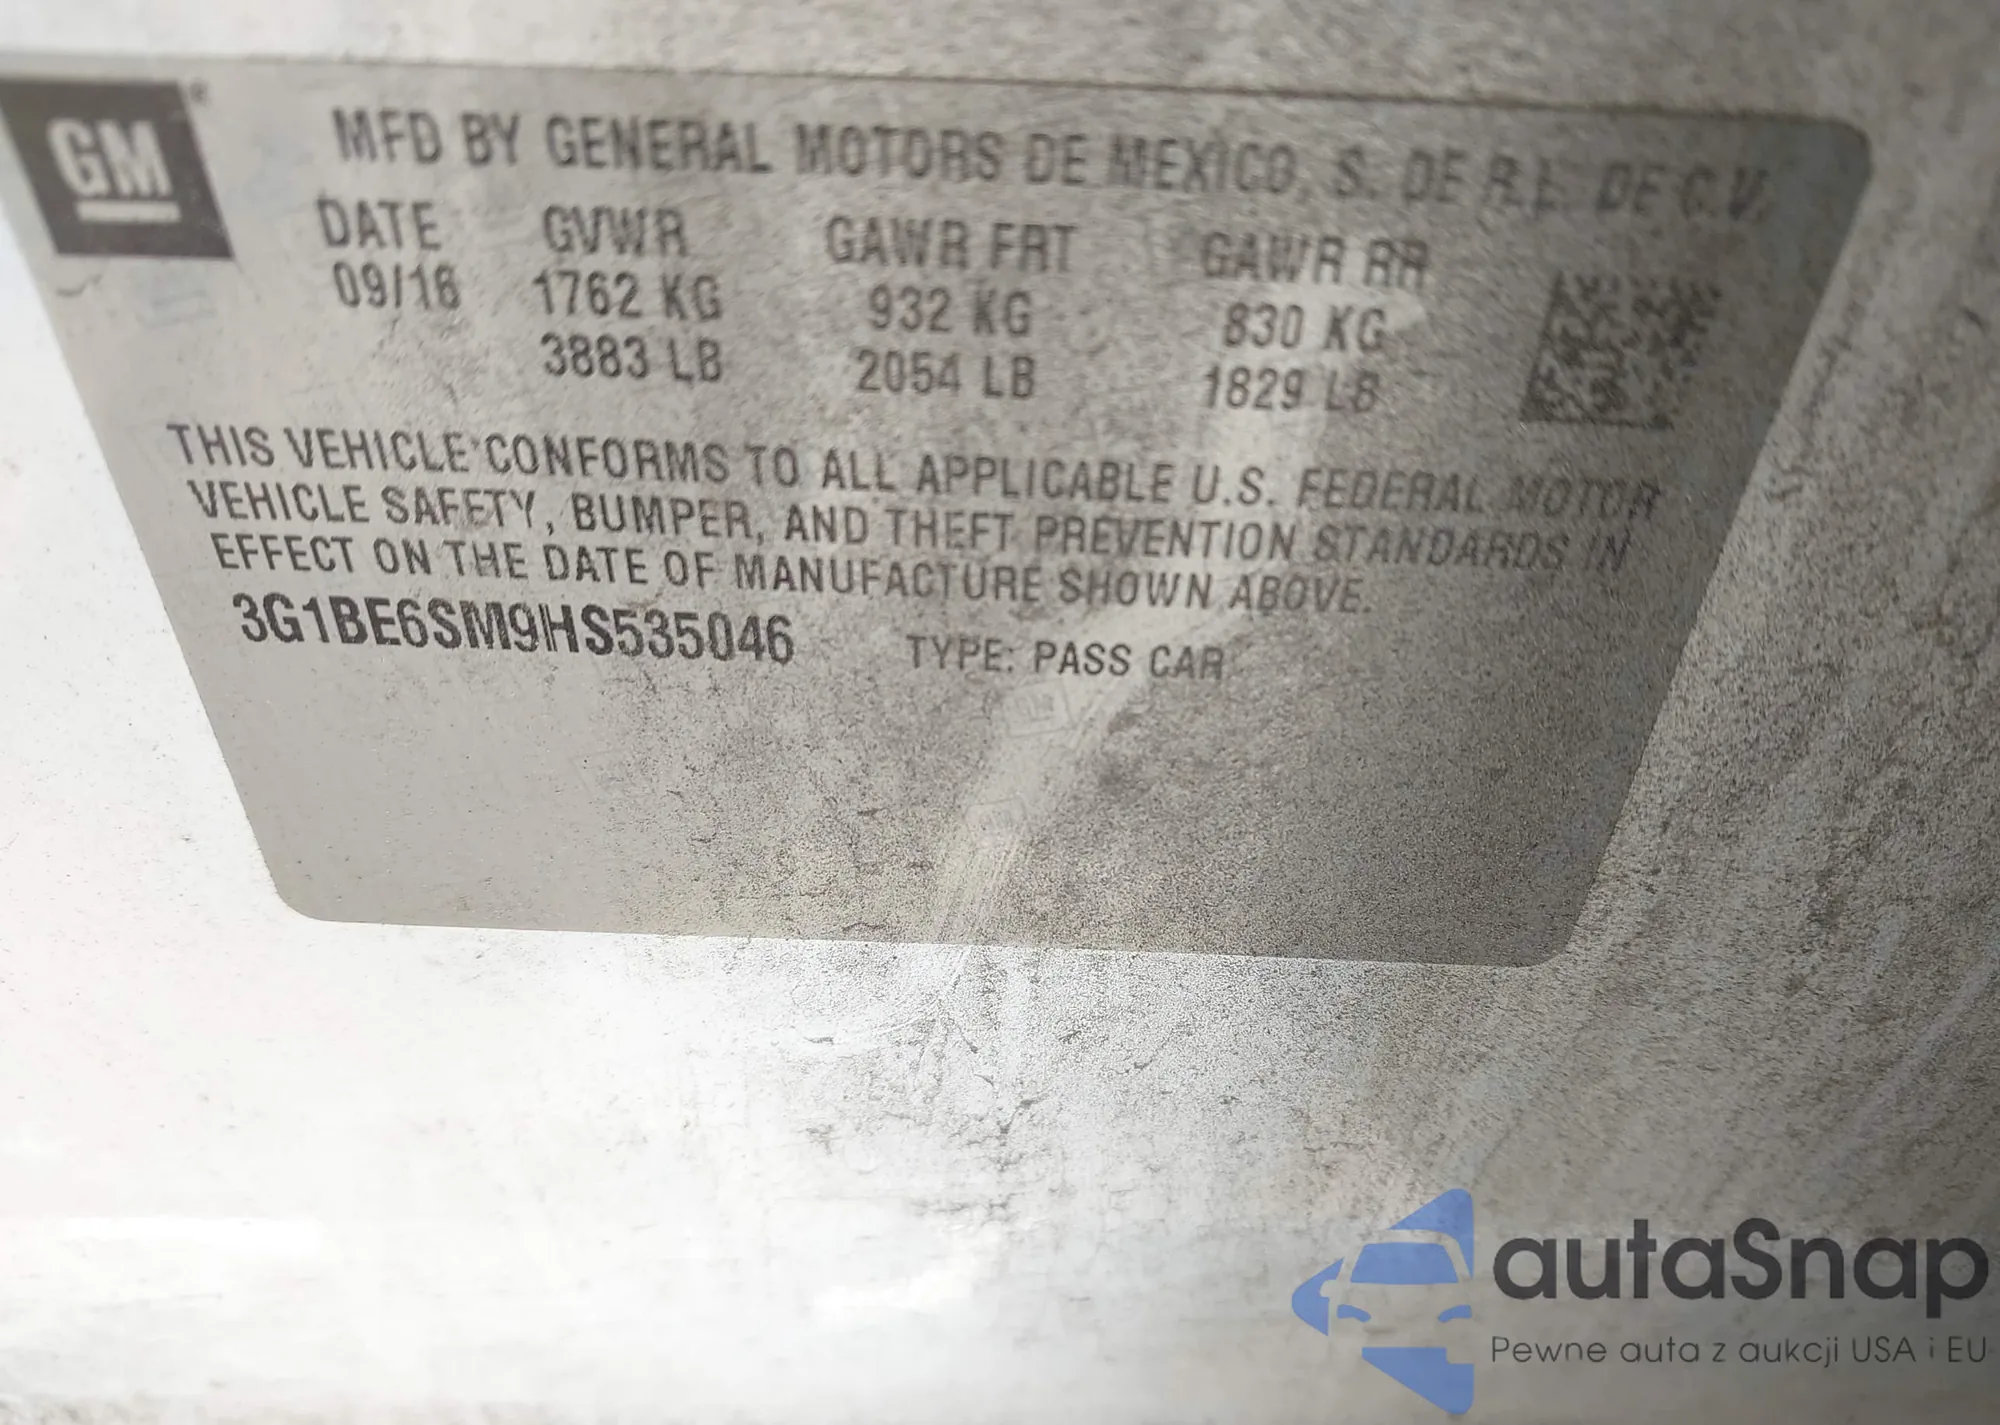 GM
MFD BY GENERAL MOTORS DE MEXICO, S. DE R.L. DE C.V.
DATE GVWR GAWR FRT GAWR RR
09/16 1762 KG 932 KG 830 KG
3883 LB 2054 LB 1829 LB
THIS VEHICLE CONFORMS TO ALL APPLICABLE U.S. FEDERAL MOTOR
VEHICLE SAFETY, BUMPER, AND THEFT PREVENTION STANDARDS IN
EFFECT ON THE DATE OF MANUFACTURE SHOWN ABOVE.
3G1BE6SM9HS535046 TYPE: PASS CAR
autaSnap
Pewne auta z aukcji USA i EU